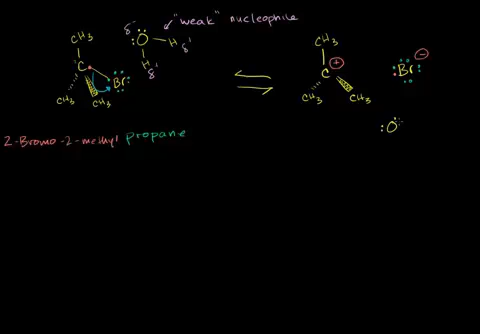 "weak" nucleophile
CH3 δ- :O H δ+
C Br H δ+
CH3 CH3
CH3
C + Br -
CH3 CH3
:O
2-Bromo-2-methyl propane